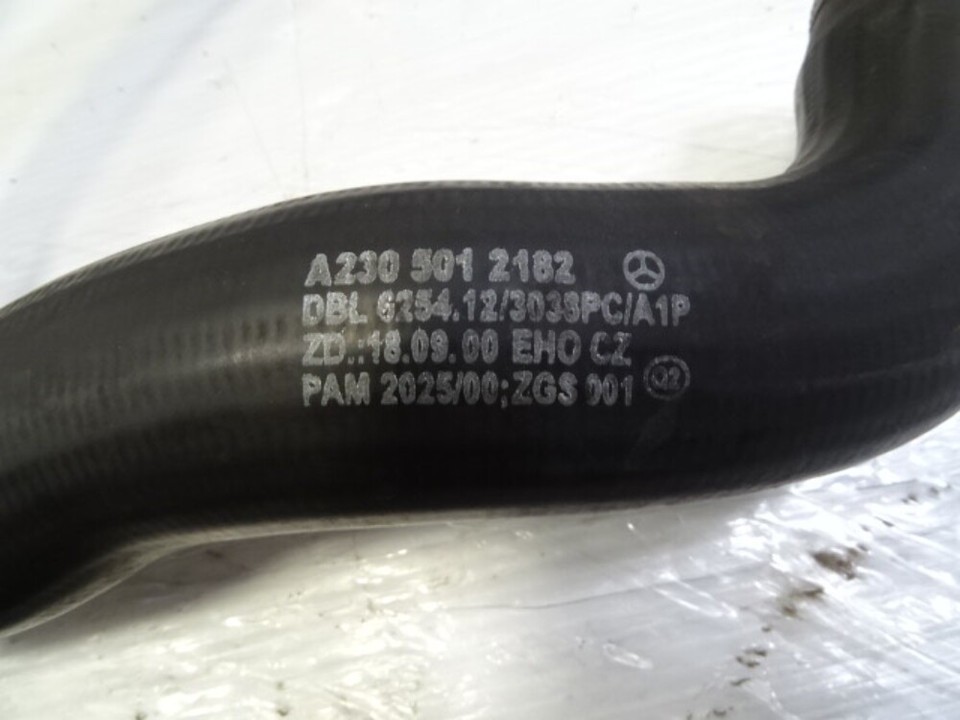 A230 501 2182
DBL 6254.12/3038PC/A1P
ZD.:18.09.00 EHO CZ
PAM 2025/00;ZGS 001 Q2